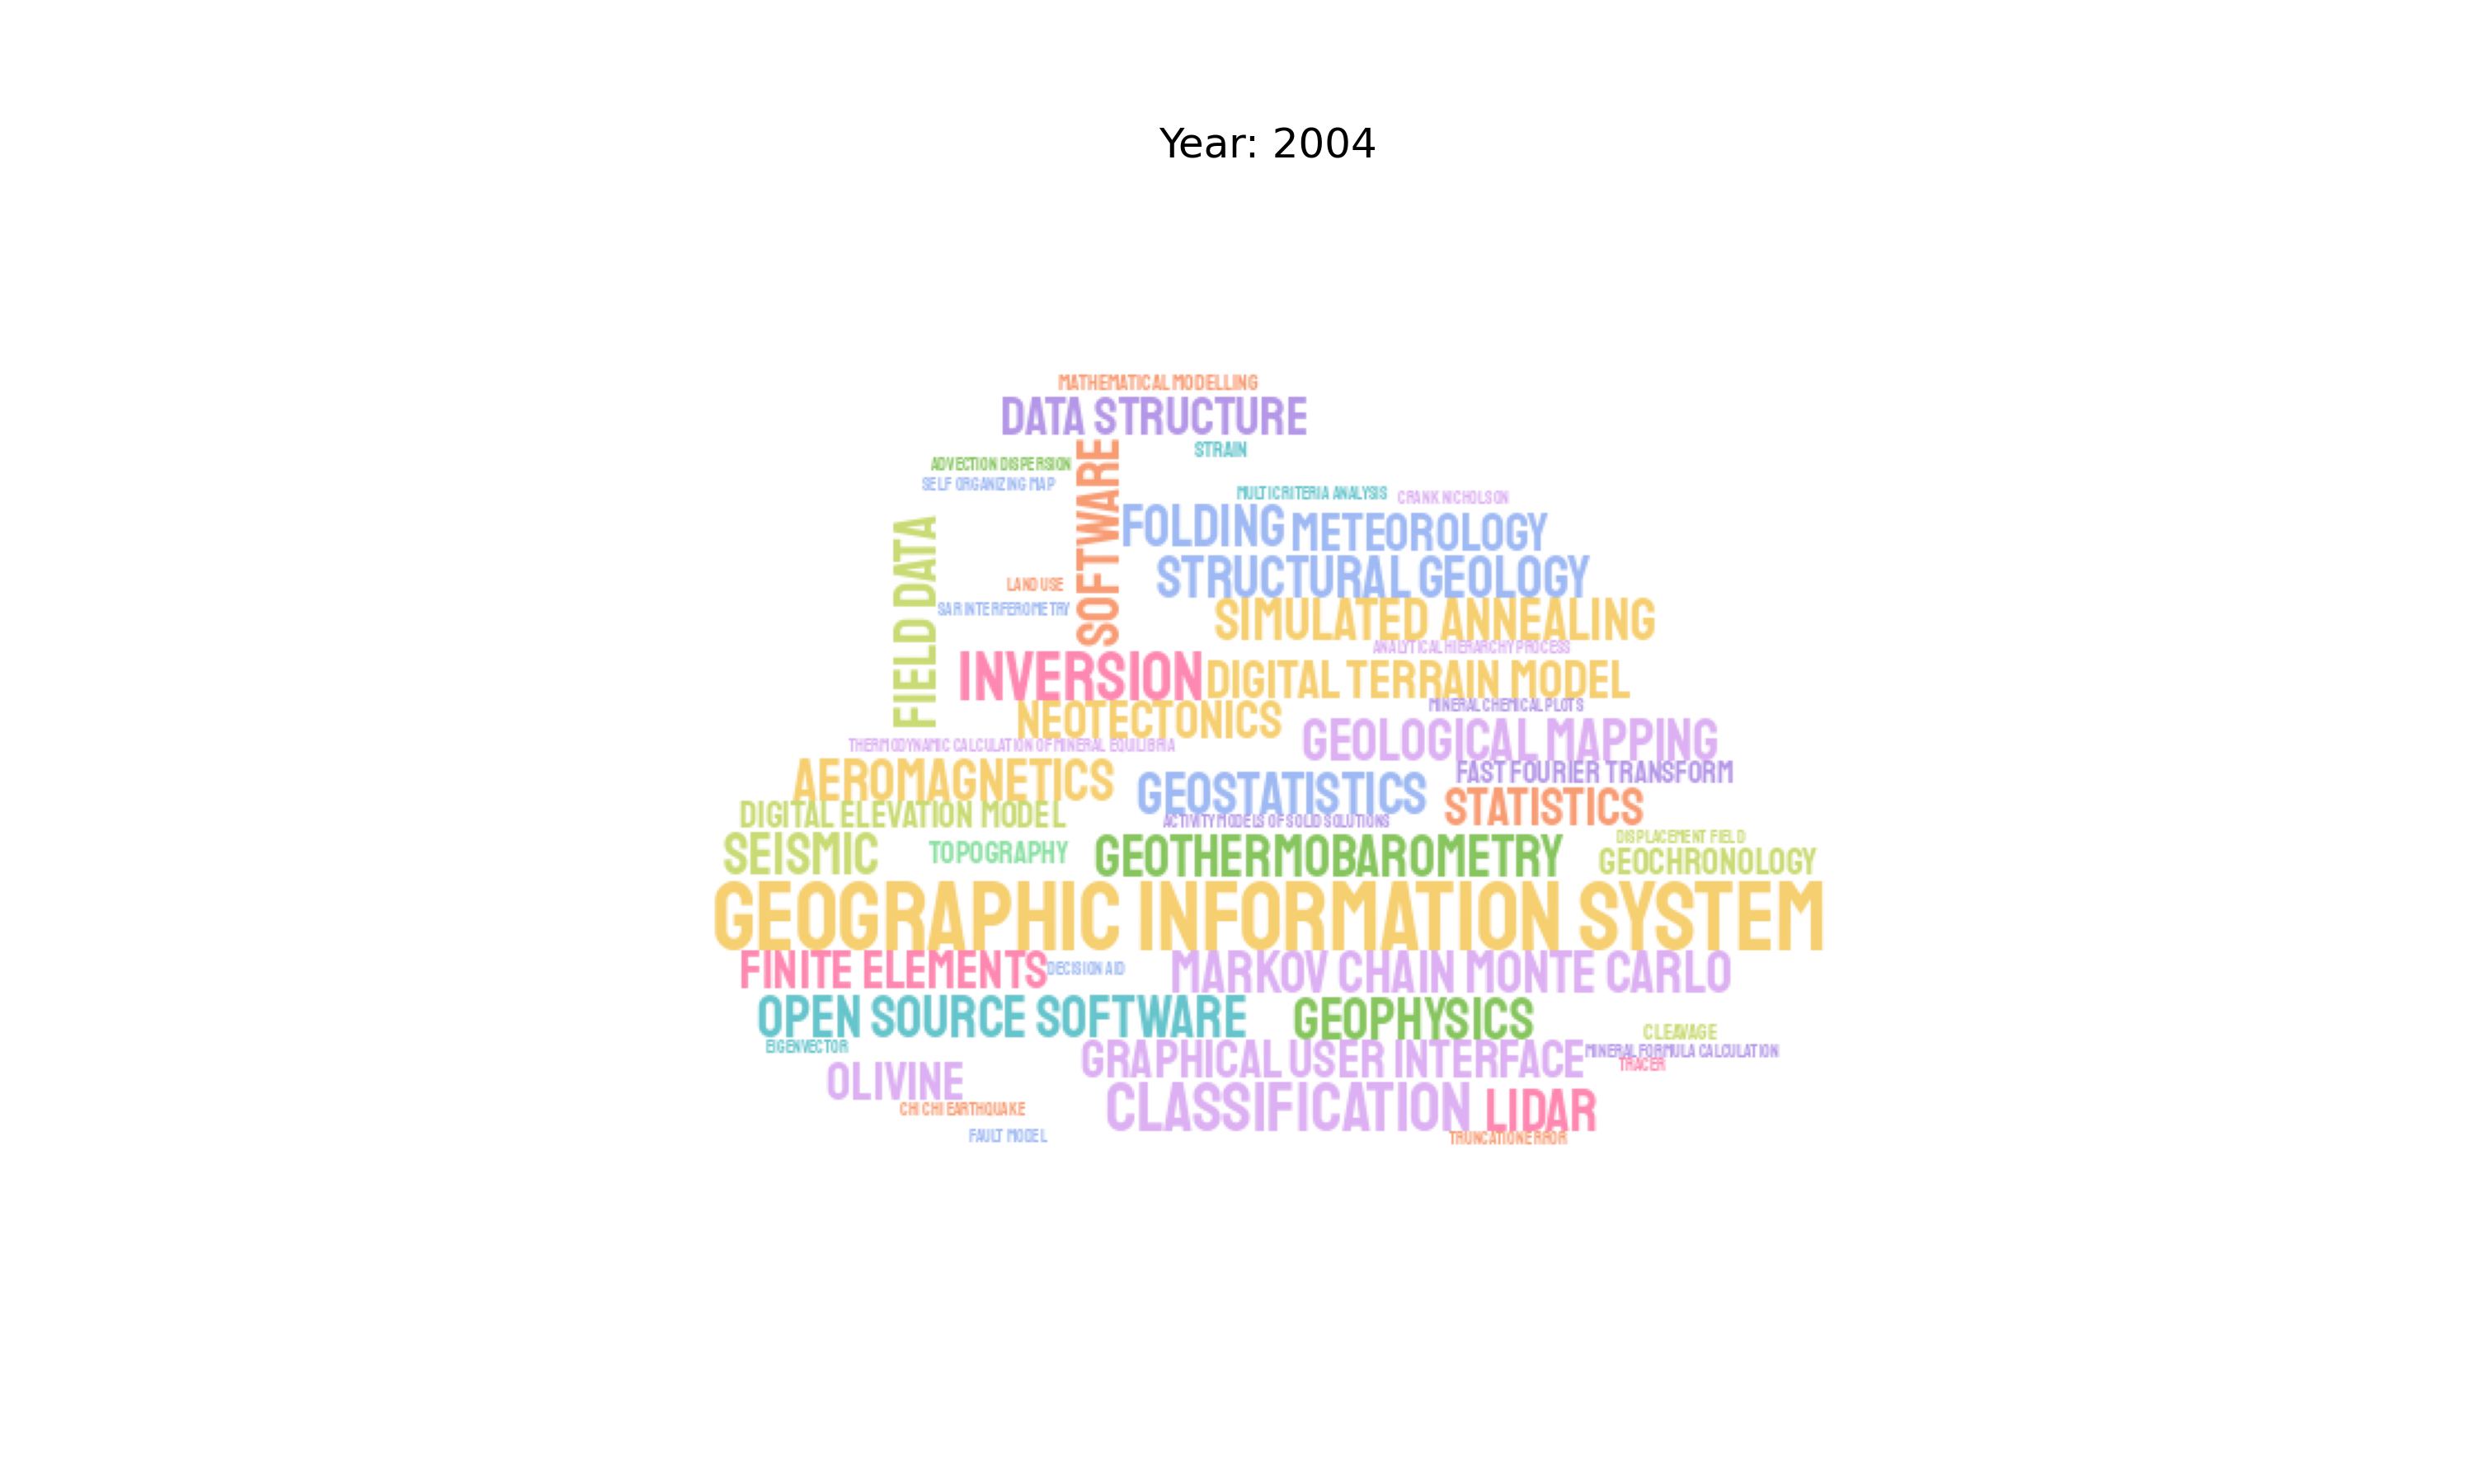 Year: 2004
MATHEMATICAL MODELLING
DATA STRUCTURE
STRAIN
SOFTWARE
ADVECTION DISPERSION
SELF ORGANIZING MAP
MULTICRITERIA ANALYSIS
CRANK NICHOLSON
FOLDING
METEOROLOGY
FIELD DATA
STRUCTURAL GEOLOGY
LAND USE
SAR INTERFEROMETRY
SIMULATED ANNEALING
ANALYTICAL HIERARCHY PROCESS
INVERSION
DIGITAL TERRAIN MODEL
MINERAL CHEMICAL PLOTS
NEOTECTONICS
GEOLOGICAL MAPPING
THERMODYNAMIC CALCULATION OF MINERAL EQUILIBRIA
AEROMAGNETICS
GEOSTATISTICS
FAST FOURIER TRANSFORM
STATISTICS
DIGITAL ELEVATION MODEL
ACTIVITY MODELS OF SOLID SOLUTIONS
DISPLACEMENT FIELD
SEISMIC
TOPOGRAPHY
GEOTHERMOBAROMETRY
GEOCHRONOLOGY
GEOGRAPHIC INFORMATION SYSTEM
FINITE ELEMENTS
DECISION AID
MARKOV CHAIN MONTE CARLO
OPEN SOURCE SOFTWARE
GEOPHYSICS
CLEAVAGE
EIGENVECTOR
GRAPHICAL USER INTERFACE
MINERAL FORMULA CALCULATION
TRACER
OLIVINE
CLASSIFICATION
LIDAR
CHI CHI EARTHQUAKE
FAULT MODEL
TRUNCATION ERROR